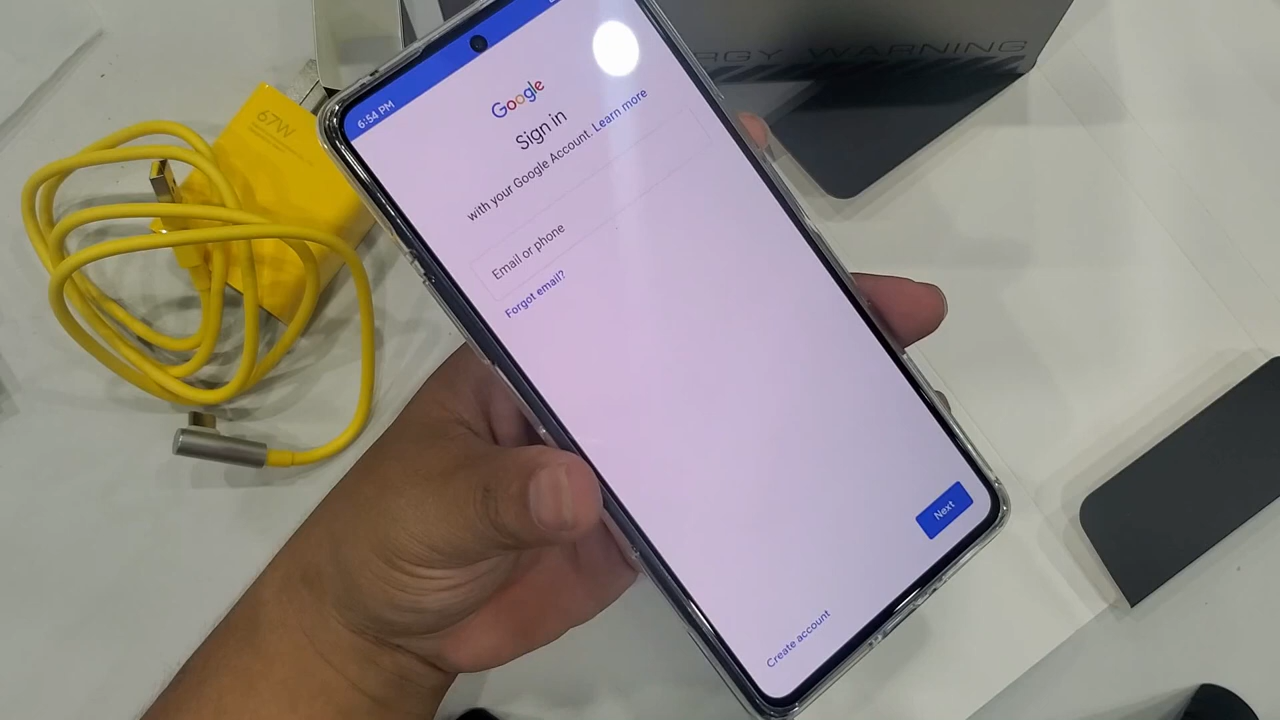 6:54 PM
Google
Sign in
with your Google Account. Learn more
Email or phone
Forgot email?
Next
Create account
67W
WARNING